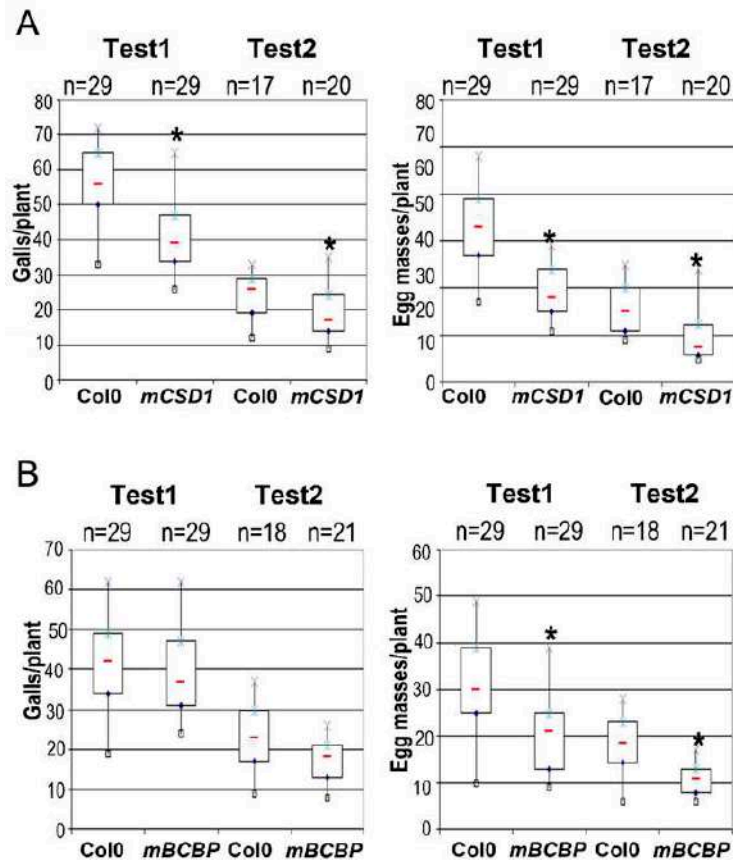 A
Test1 Test2
n=29 n=29 n=17 n=20
80
70
60
50
40
30
20
10
0
Galls/plant
Col0 mCSD1 Col0 mCSD1
Test1 Test2
n=29 n=29 n=17 n=20
80
70
60
50
40
30
20
10
0
Egg masses/plant
Col0 mCSD1 Col0 mCSD1
B
Test1 Test2
n=29 n=29 n=18 n=21
70
60
50
40
30
20
10
0
Galls/plant
Col0 mBCBP Col0 mBCBP
Test1 Test2
n=29 n=29 n=18 n=21
60
50
40
30
20
10
0
Egg masses/plant
Col0 mBCBP Col0 mBCBP